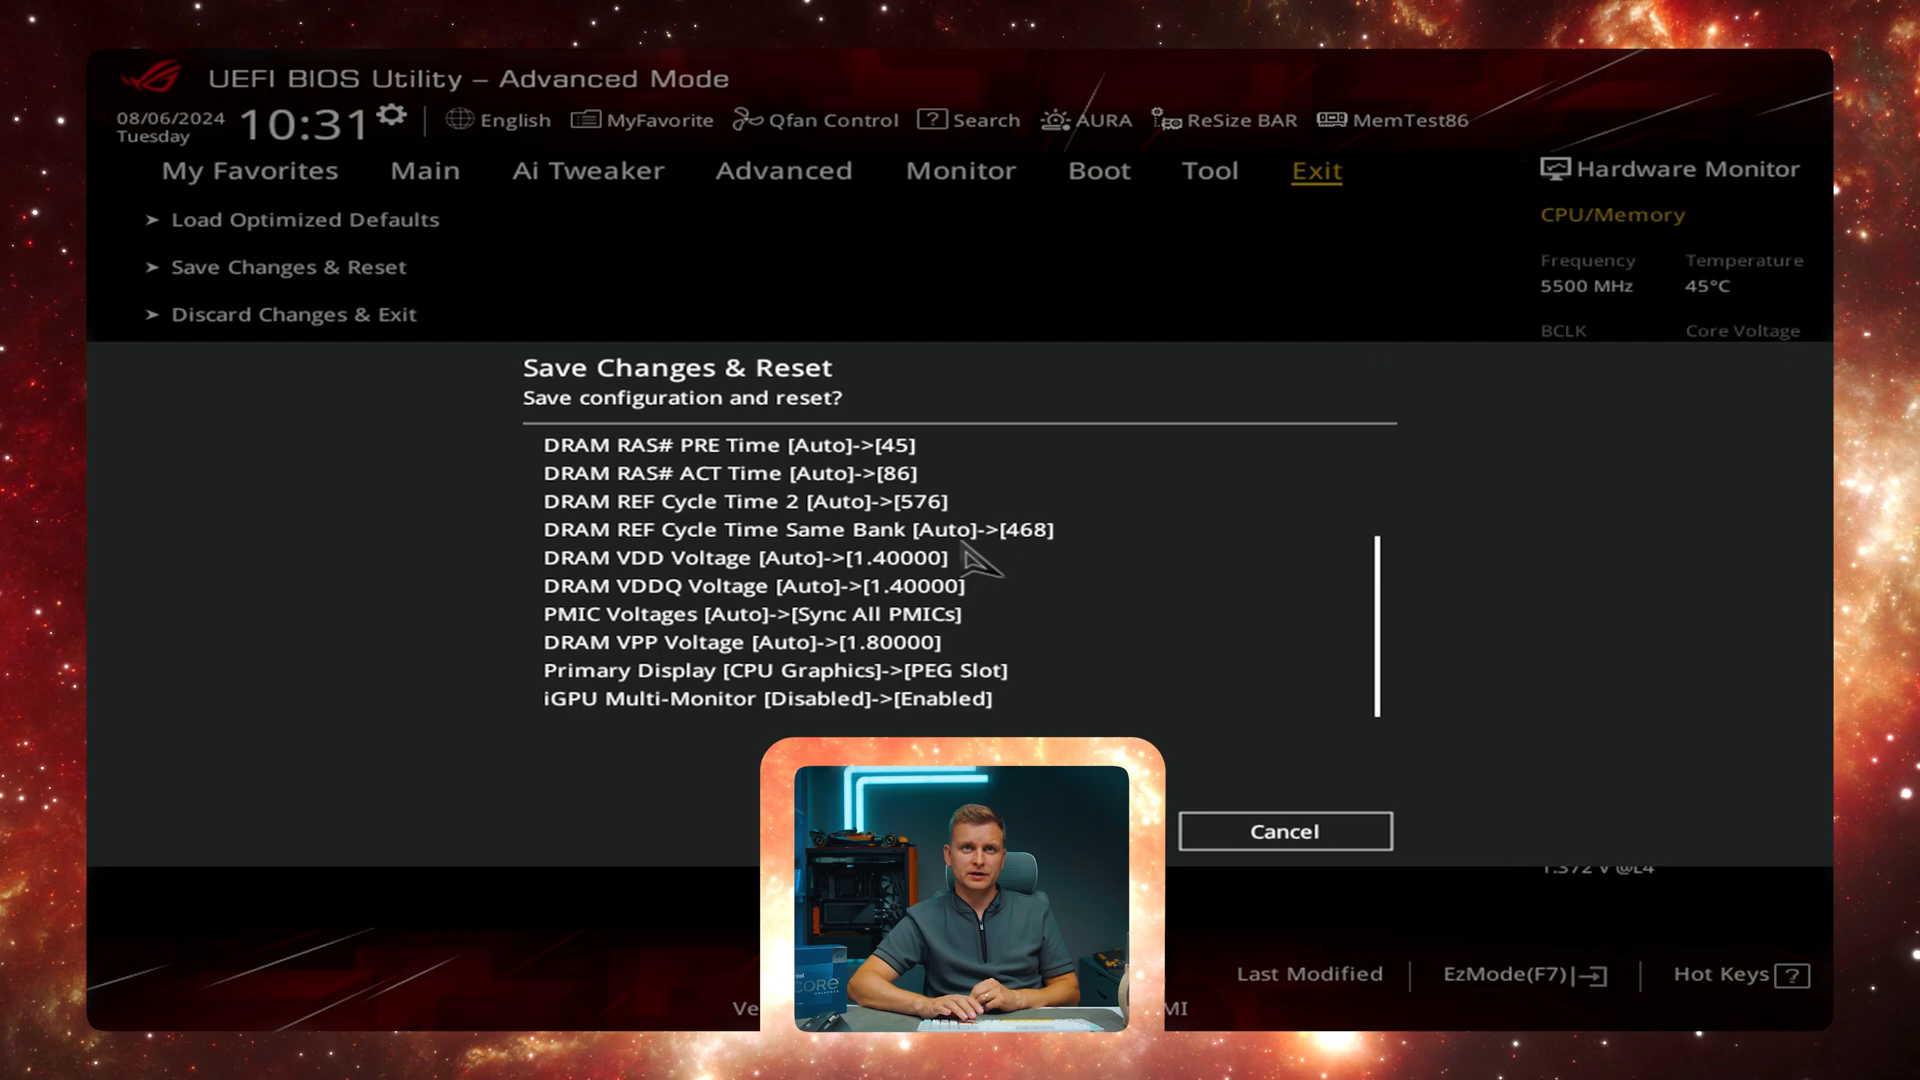 UEFI BIOS Utility – Advanced Mode
08/06/2024
Tuesday
10:31
English
MyFavorite
Qfan Control
Search
AURA
ReSize BAR
MemTest86
My Favorites
Main
Ai Tweaker
Advanced
Monitor
Boot
Tool
Exit
Hardware Monitor
Load Optimized Defaults
Save Changes & Reset
Discard Changes & Exit
CPU/Memory
Frequency
Temperature
5500 MHz
45°C
BCLK
Core Voltage
Save Changes & Reset
Save configuration and reset?
DRAM RAS# PRE Time [Auto]->[45]
DRAM RAS# ACT Time [Auto]->[86]
DRAM REF Cycle Time 2 [Auto]->[576]
DRAM REF Cycle Time Same Bank [Auto]->[468]
DRAM VDD Voltage [Auto]->[1.40000]
DRAM VDDQ Voltage [Auto]->[1.40000]
PMIC Voltages [Auto]->[Sync All PMICs]
DRAM VPP Voltage [Auto]->[1.80000]
Primary Display [CPU Graphics]->[PEG Slot]
iGPU Multi-Monitor [Disabled]->[Enabled]
Cancel
1.372 V @L4
CORE
Last Modified
EzMode(F7)
Hot Keys ?
Ve
MI